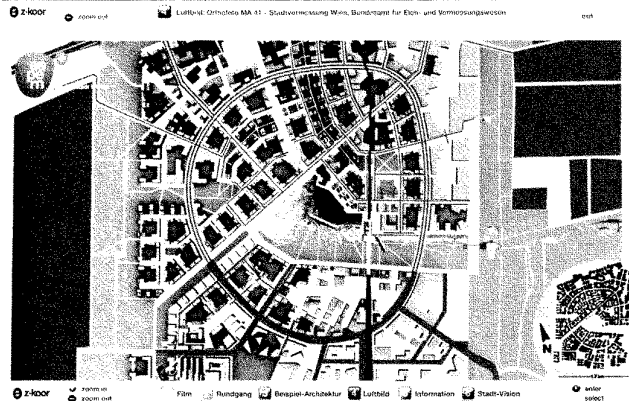 z-koor
zoom out
Luftbild: Orthofoto MA 41 - Stadtvermessung Wien, Bundesamt für Eich- und Vermessungswesen
exit
N
z-koor
zoom in
zoom out
Film
Rundgang
Beispiel-Architektur
Luftbild
Information
Stadt-Vision
enter
select